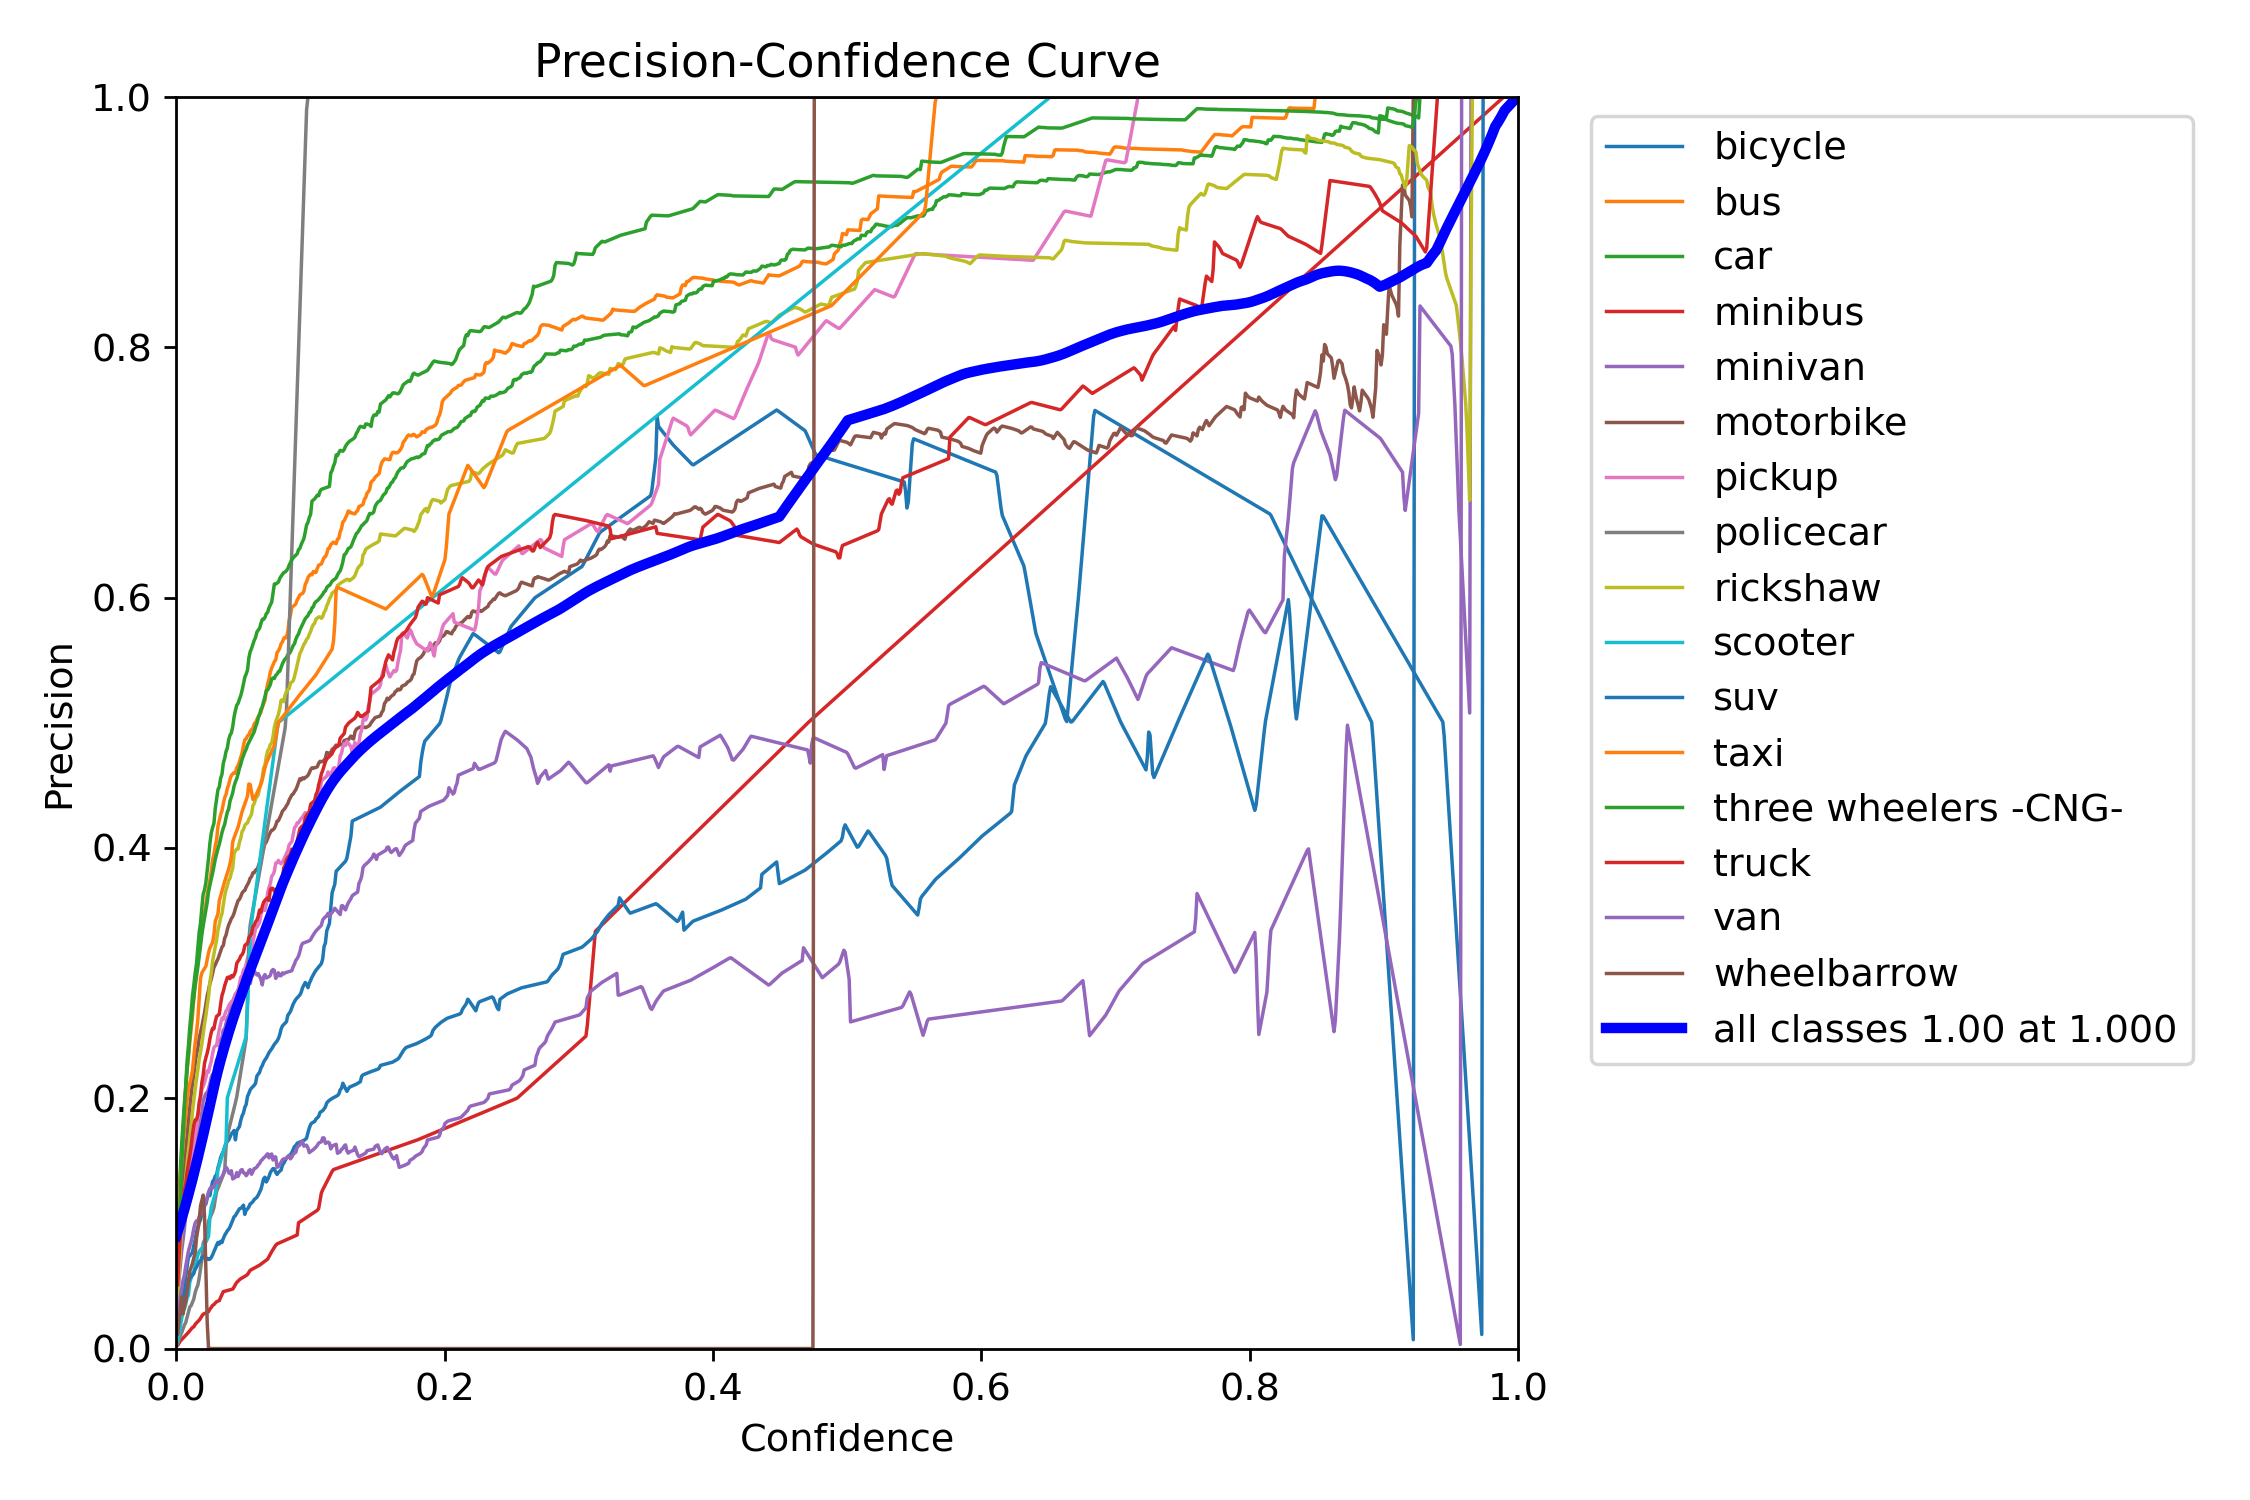 Precision-Confidence Curve
1.0
0.8
0.6
0.4
0.2
0.0
Precision
0.0 0.2 0.4 0.6 0.8 1.0
Confidence
bicycle
bus
car
minibus
minivan
motorbike
pickup
policecar
rickshaw
scooter
suv
taxi
three wheelers -CNG-
truck
van
wheelbarrow
all classes 1.00 at 1.000